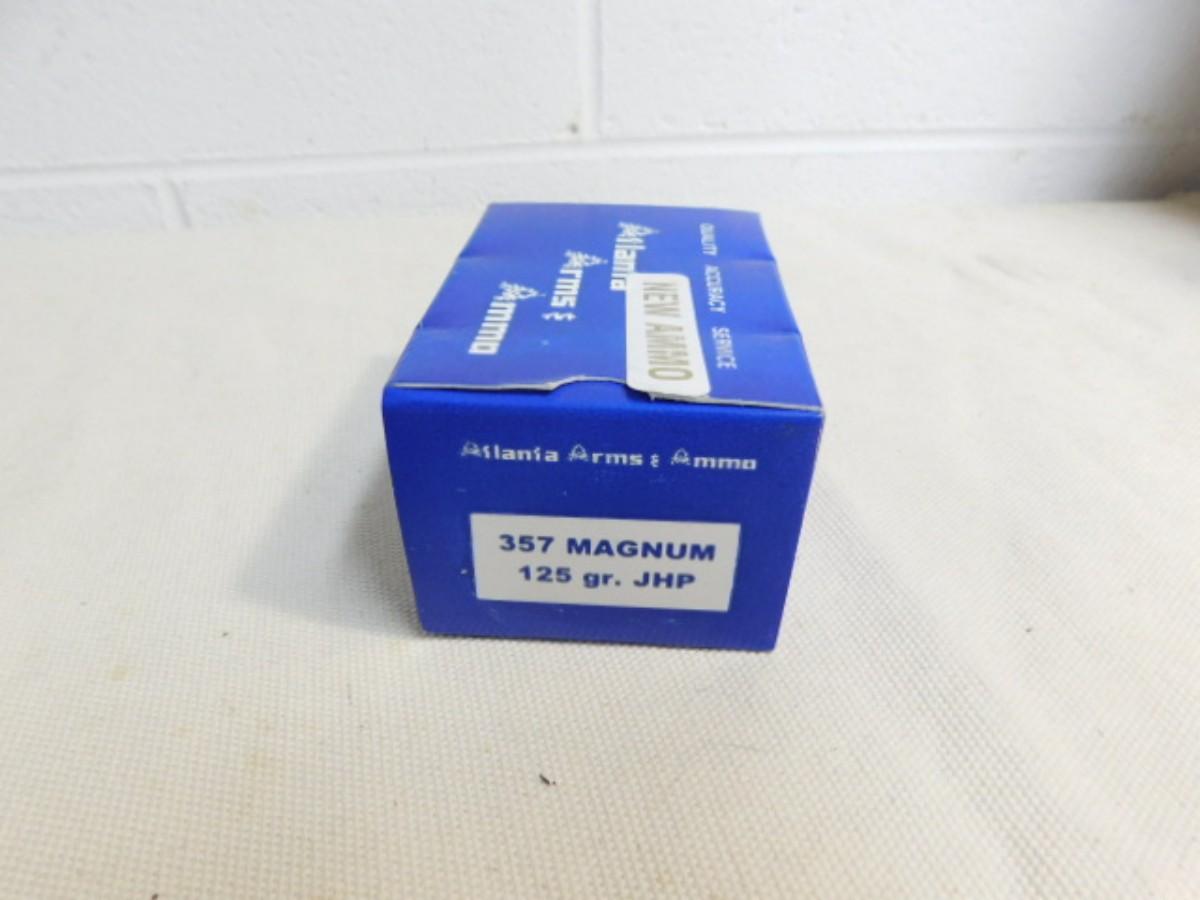 Atlanta
Arms &
Ammo
QUALITY ACCURACY SERVICE
NEW AMMO
Atlanta Arms & Ammo
357 MAGNUM
125 gr. JHP